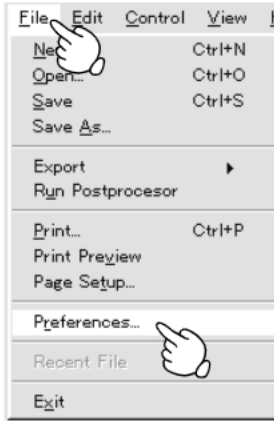 File Edit Control View
Ctrl+N
Open... Ctrl+O
Save Ctrl+S
Save As...
Export
Run Postprocesor
Print... Ctrl+P
Print Preview
Page Setup...
Preferences...
Recent File
Exit